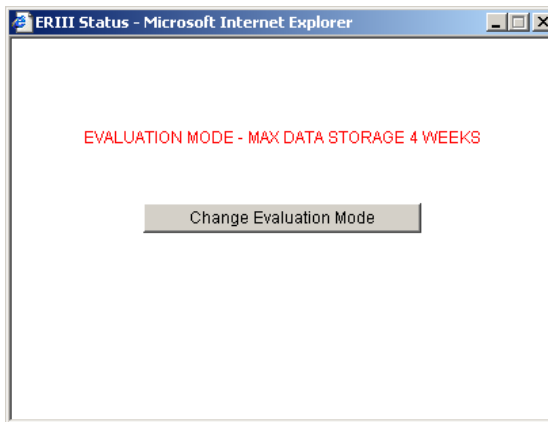 ERIII Status - Microsoft Internet Explorer
EVALUATION MODE - MAX DATA STORAGE 4 WEEKS
Change Evaluation Mode